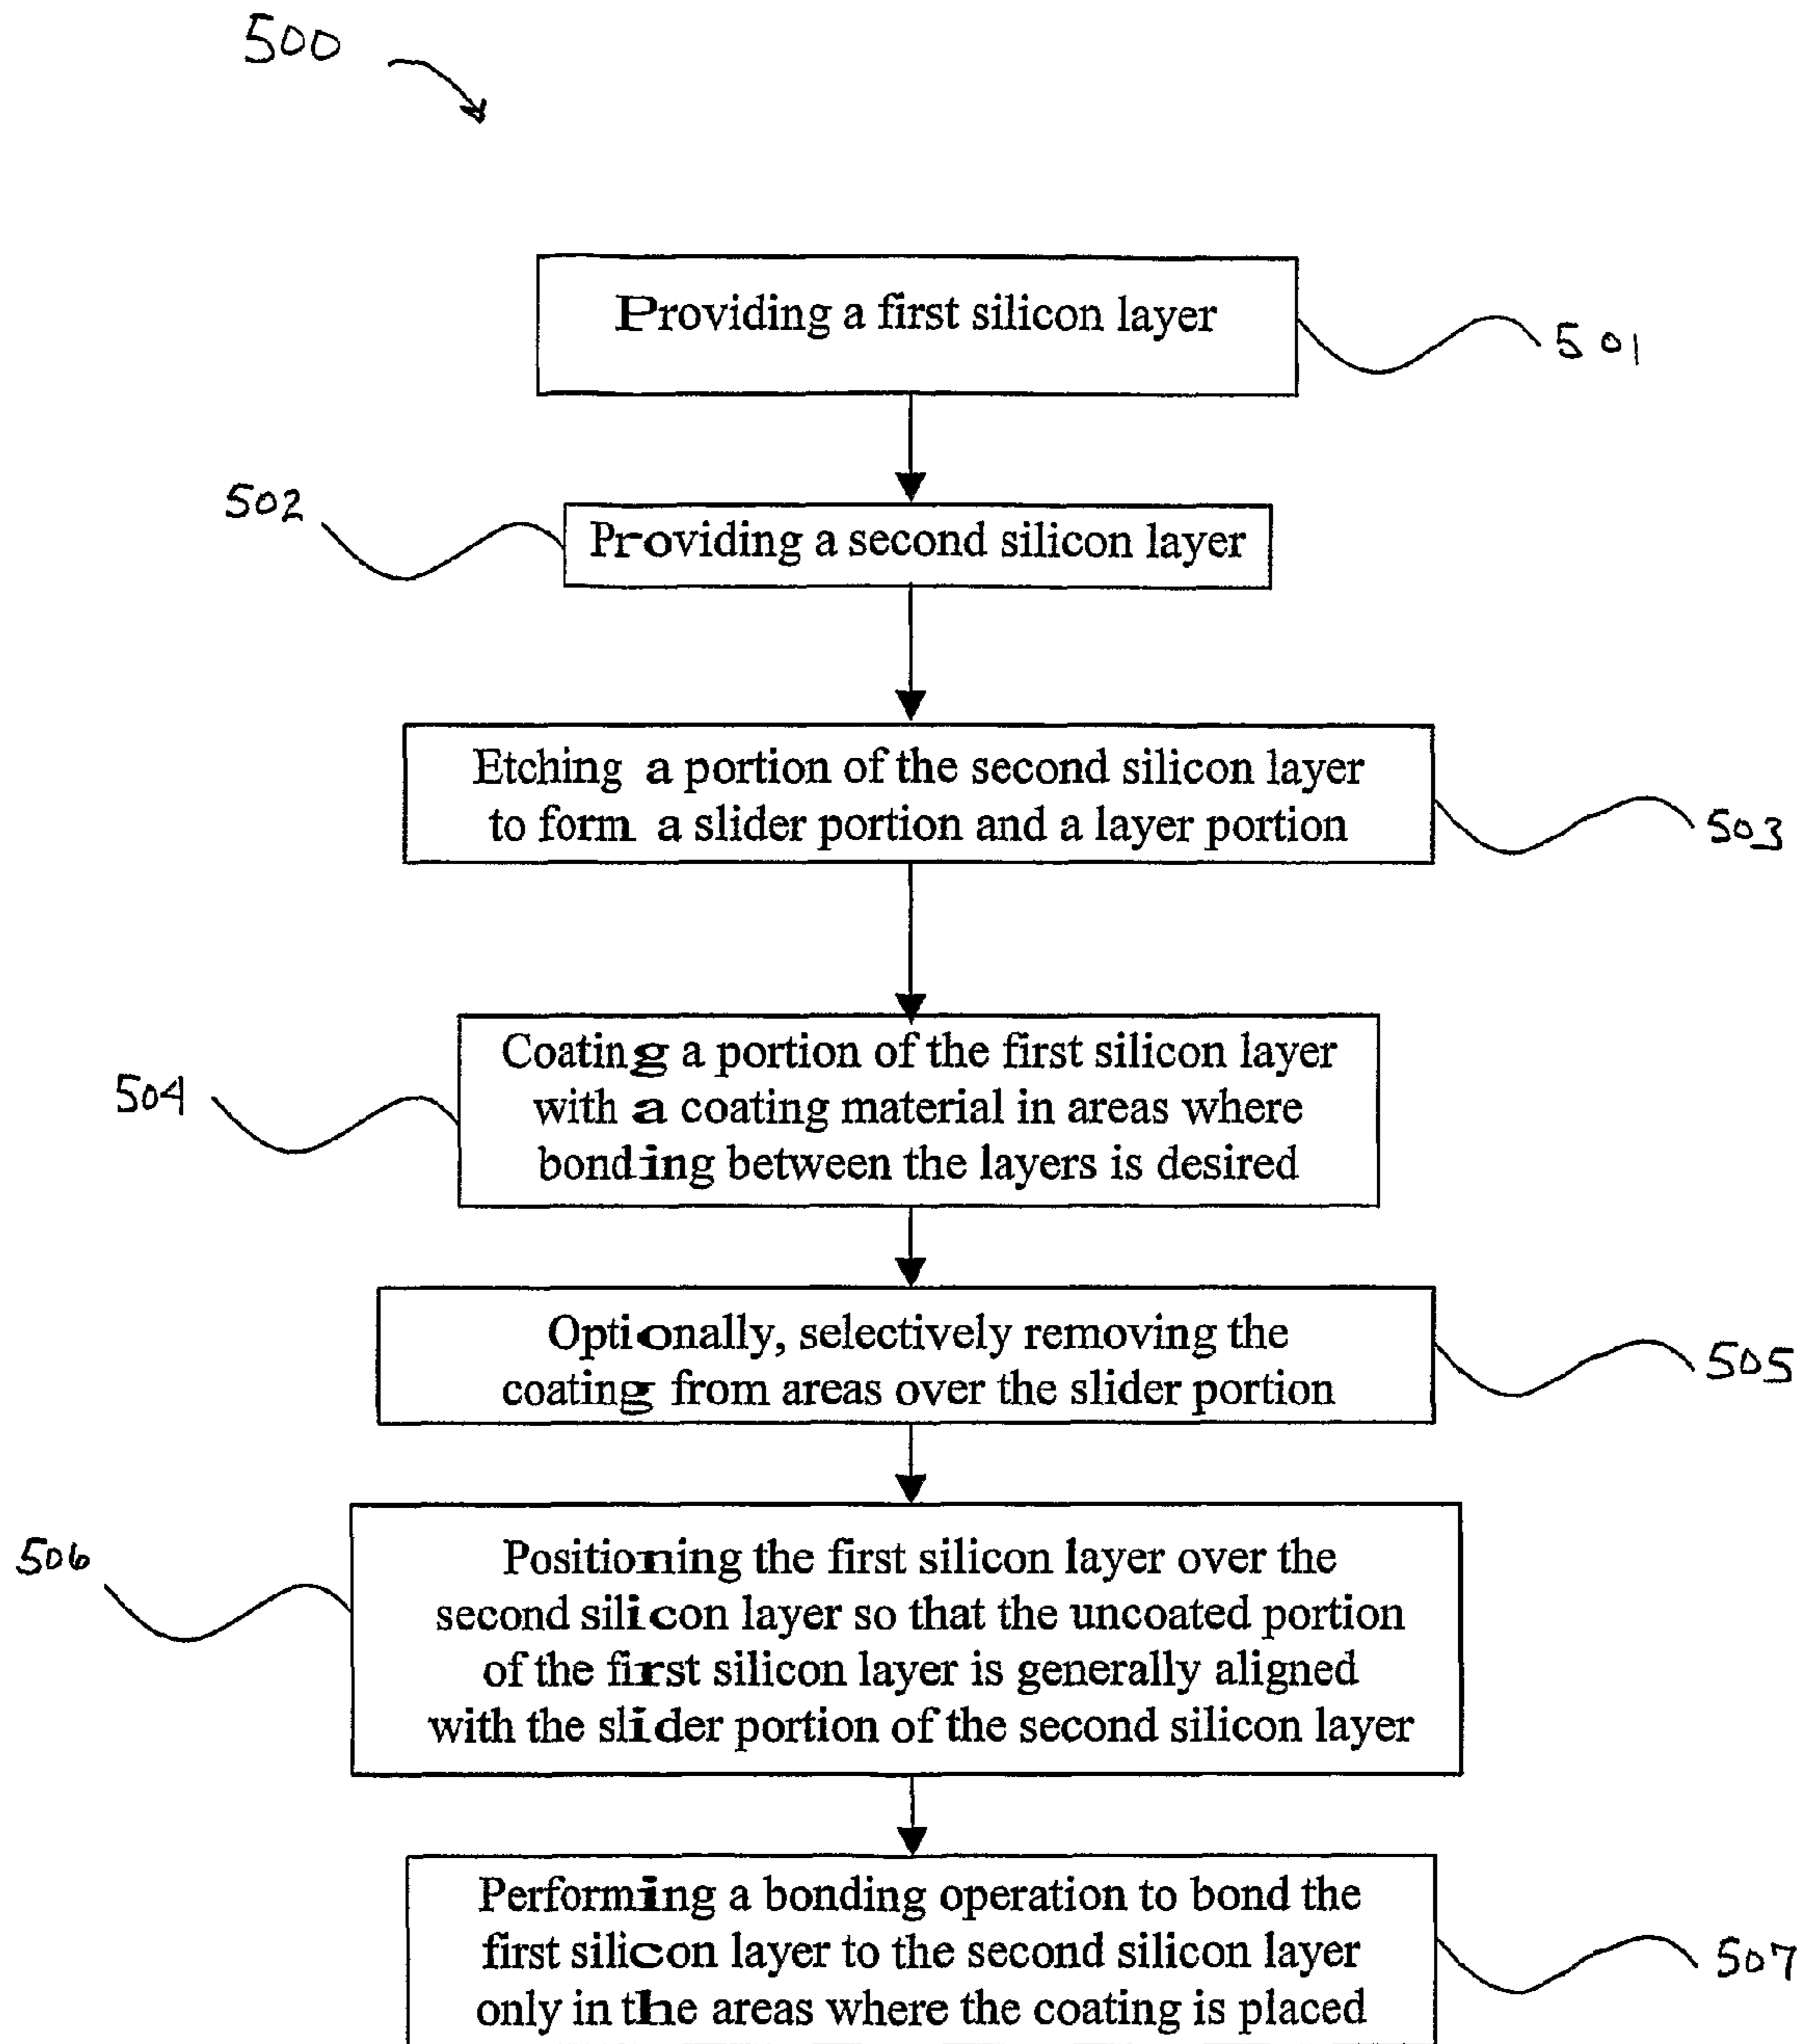 500
Providing a first silicon layer
501
502
Providing a second silicon layer
Etching a portion of the second silicon layer
to form a slider portion and a layer portion
503
504
Coating a portion of the first silicon layer
with a coating material in areas where
bonding between the layers is desired
Optionally, selectively removing the
coating from areas over the slider portion
505
506
Positioning the first silicon layer over the
second silicon layer so that the uncoated portion
of the first silicon layer is generally aligned
with the slider portion of the second silicon layer
Performing a bonding operation to bond the
first silicon layer to the second silicon layer
only in the areas where the coating is placed
507